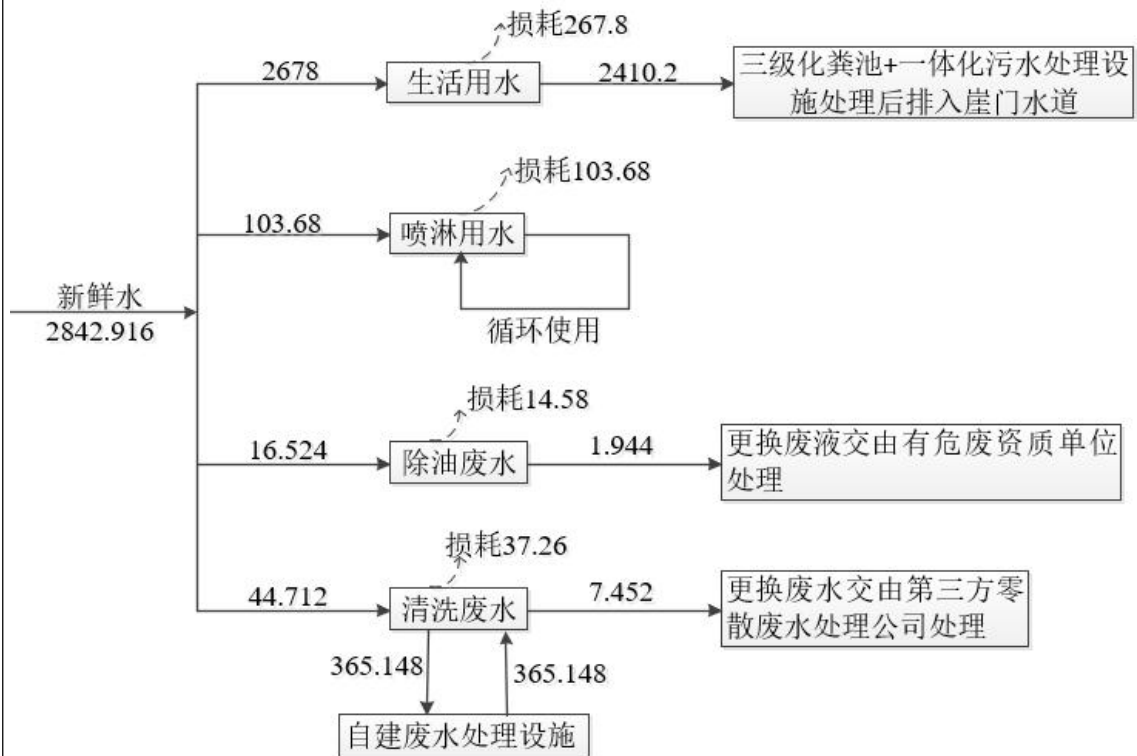 损耗267.8
2678
生活用水
2410.2
三级化粪池+一体化污水处理设
施处理后排入崖门水道
损耗103.68
103.68
喷淋用水
循环使用
新鲜水
2842.916
损耗14.58
16.524
除油废水
1.944
更换废液交由有危废资质单位
处理
损耗37.26
44.712
清洗废水
7.452
更换废水交由第三方零
散废水处理公司处理
365.148
365.148
自建废水处理设施